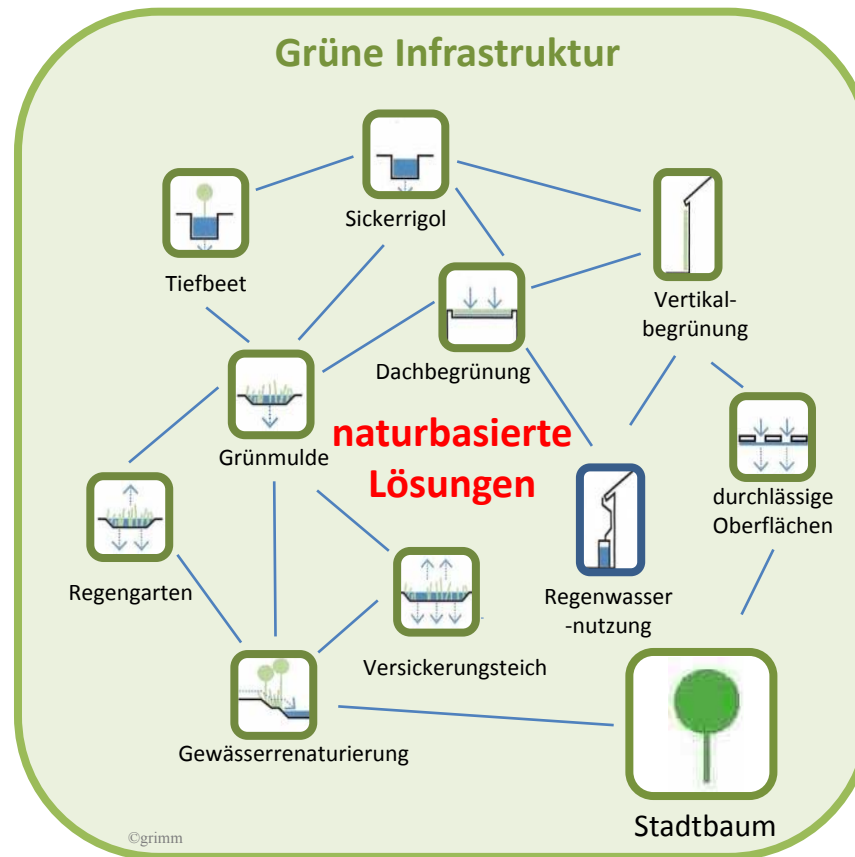 Grüne Infrastruktur
Sickerrigol
Tiefbeet
Vertikal-
begrünung
Dachbegrünung
Grünmulde
naturbasierte
Lösungen
durchlässige
Oberflächen
Regengarten
Regenwasser
-nutzung
Versickerungsteich
Gewässerrenaturierung
Stadtbaum
©grimm